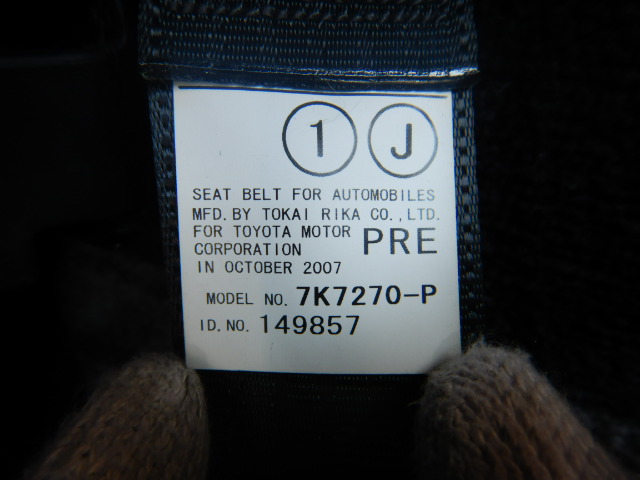 1 J
SEAT BELT FOR AUTOMOBILES
MFD. BY TOKAI RIKA CO., LTD.
FOR TOYOTA MOTOR
CORPORATION PRE
IN OCTOBER 2007
MODEL NO. 7K7270-P
ID. NO. 149857